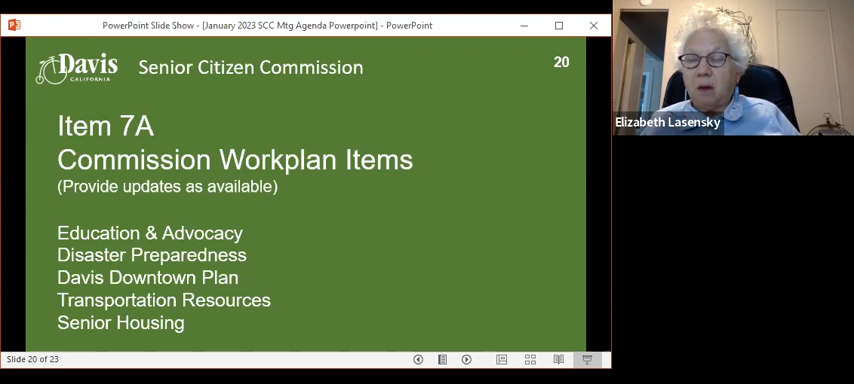 PowerPoint Slide Show - [January 2023 SCC Mtg Agenda Powerpoint] - PowerPoint
Davis
CALIFORNIA
Senior Citizen Commission
20
Item 7A
Commission Workplan Items
(Provide updates as available)
Education & Advocacy
Disaster Preparedness
Davis Downtown Plan
Transportation Resources
Senior Housing
Slide 20 of 23
Elizabeth Lasensky